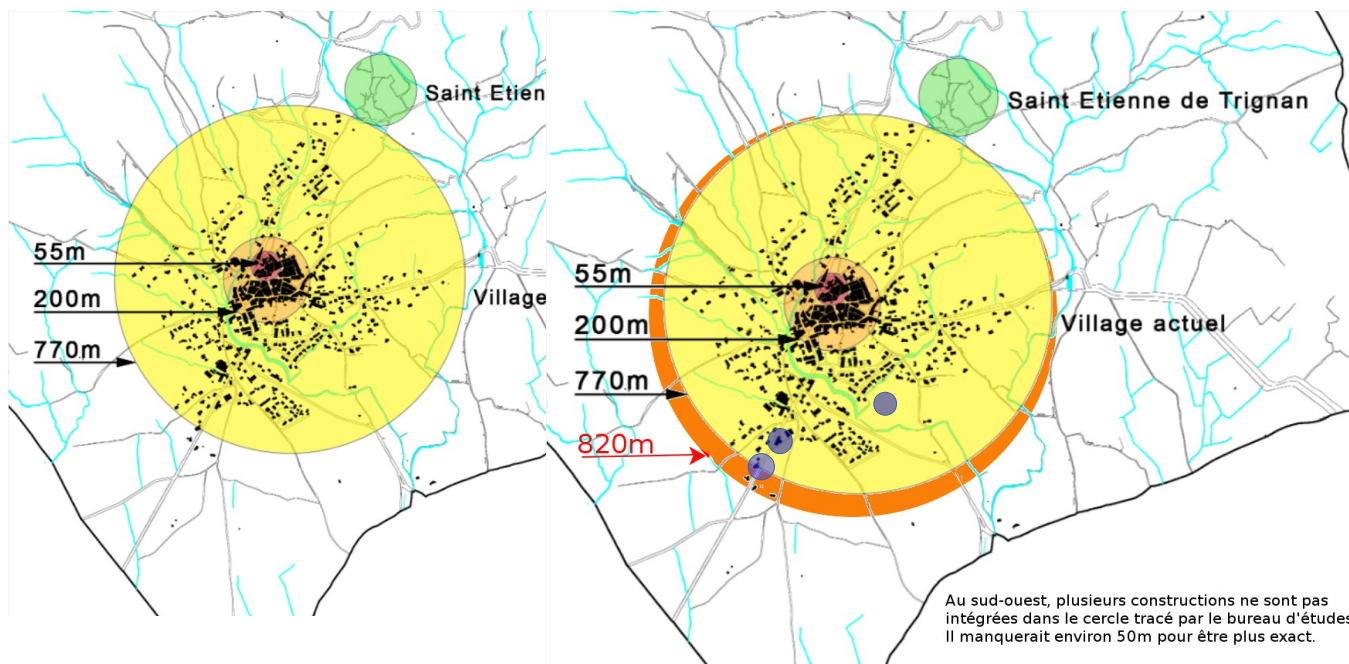 Saint Etien
55m
200m
Village
770m
Saint Etienne de Trignan
55m
200m
Village actuel
770m
820m
Au sud-ouest, plusieurs constructions ne sont pas
intégrées dans le cercle tracé par le bureau d'études
Il manquerait environ 50m pour être plus exact.